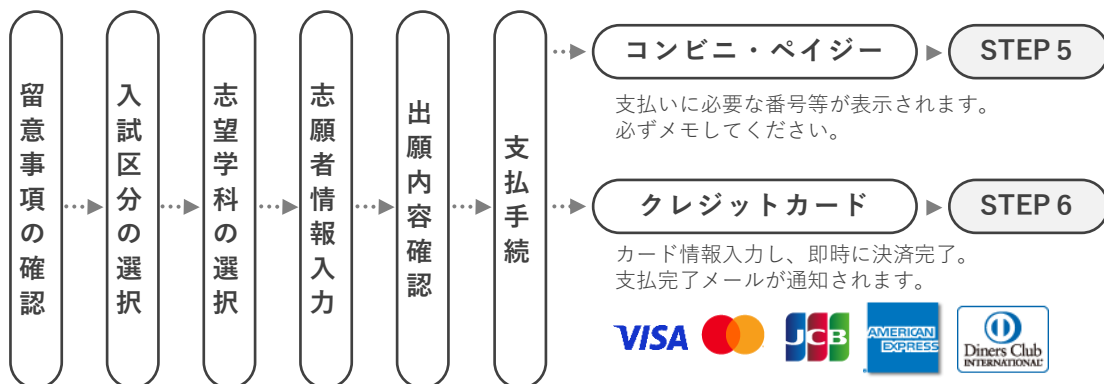 留意事項の確認
入試区分の選択
志望学科の選択
志願者情報入力
出願内容確認
支払手続
コンビニ・ペイジー
STEP 5
支払いに必要な番号等が表示されます。
必ずメモしてください。
クレジットカード
STEP 6
カード情報入力し、即時に決済完了。
支払完了メールが通知されます。
VISA
JCB
AMERICAN
EXPRESS
Diners Club
INTERNATIONAL